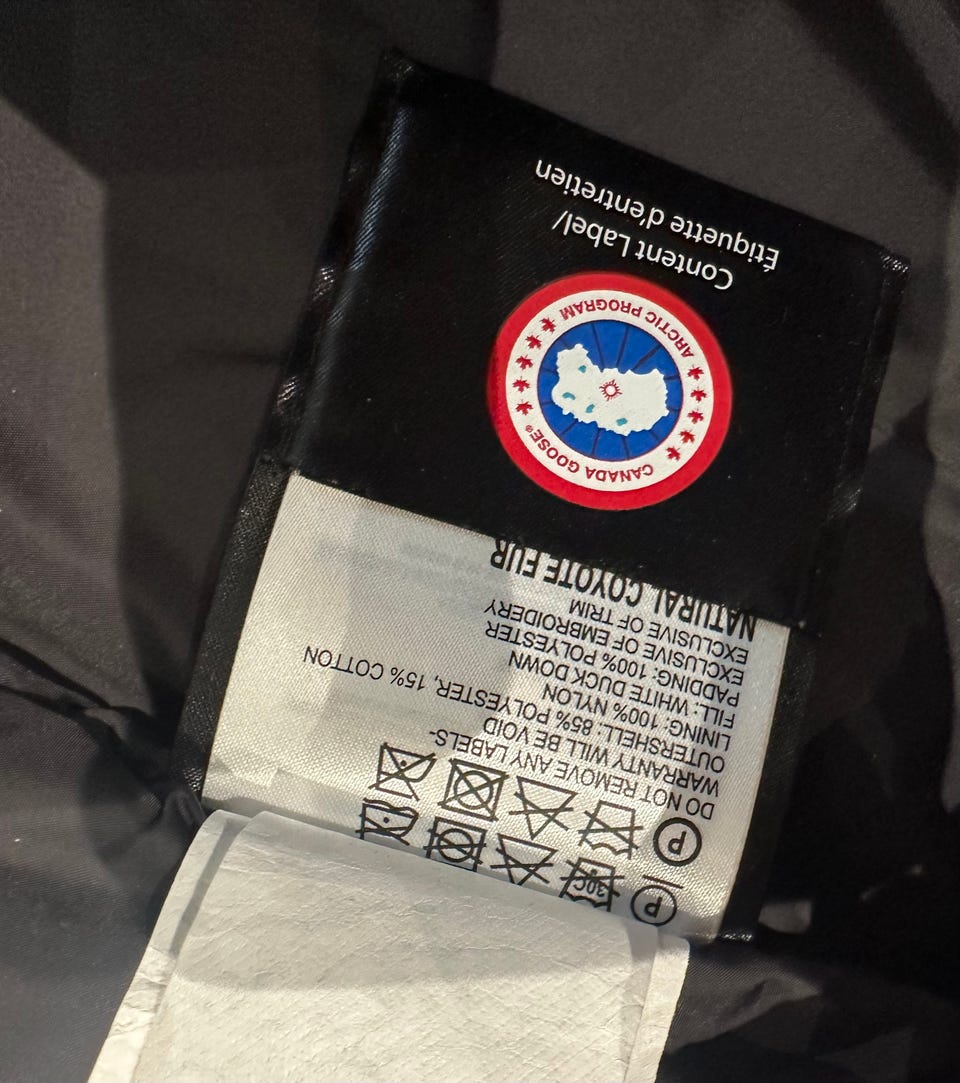 P 30C
P
DO NOT REMOVE ANY LABELS-
WARRANTY WILL BE VOID
OUTERSHELL: 85% POLYESTER, 15% COTTON
LINING: 100% NYLON
FILL: WHITE DUCK DOWN
PADDING: 100% POLYESTER
EXCLUSIVE OF EMBROIDERY
EXCLUSIVE OF TRIM
NATURAL COYOTE FUR
CANADA GOOSE®
ARCTIC PROGRAM
Content Label/
Étiquette d'entretien